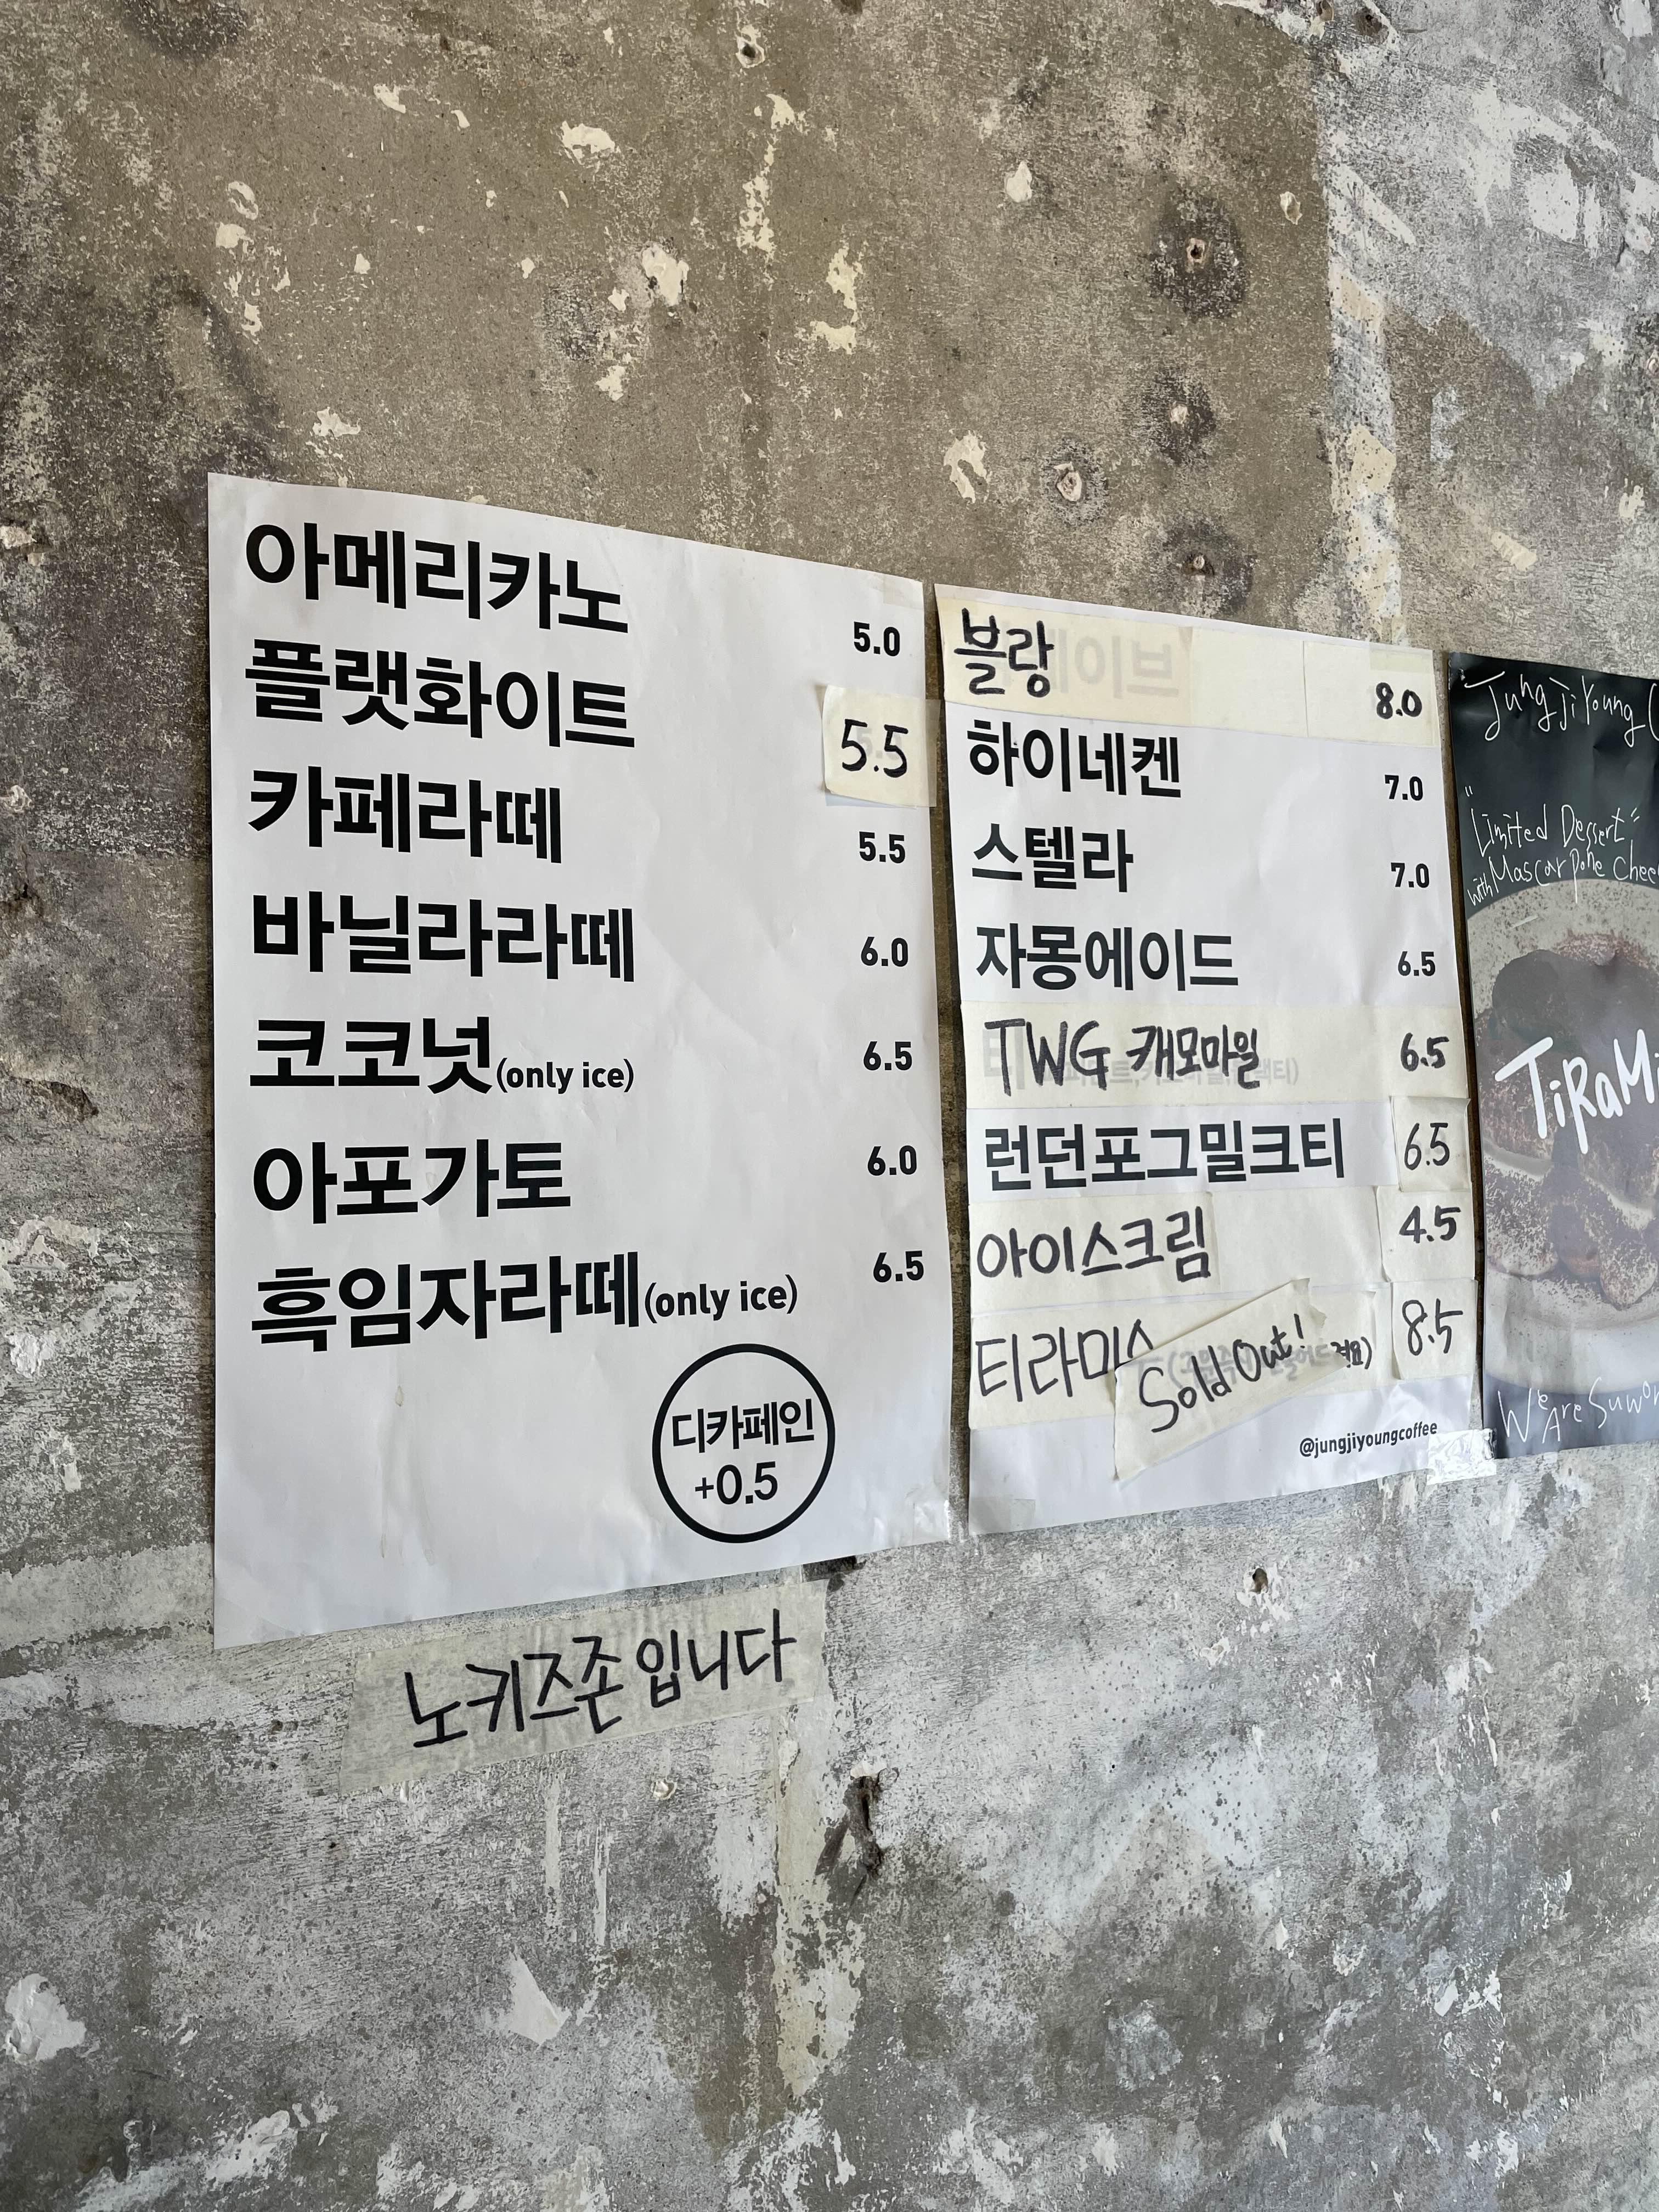 아메리카노 5.0
플랫화이트 5.5
카페라떼 5.5
바닐라라떼 6.0
코코넛(only ice) 6.5
아포가토 6.0
흑임자라떼(only ice) 6.5
디카페인
+0.5
노키즈존입니다
블랑 8.0
하이네켄 7.0
스텔라 7.0
자몽에이드 6.5
TWG 캐모마일 6.5
런던포그밀크티 6.5
아이스크림 4.5
티라미수 8.5
Sold Out!
@jungjiyoungcoffee
JungJiYoung
"Limited Dessert"
with Mascarpone
TiRaMi
We Are Suwon